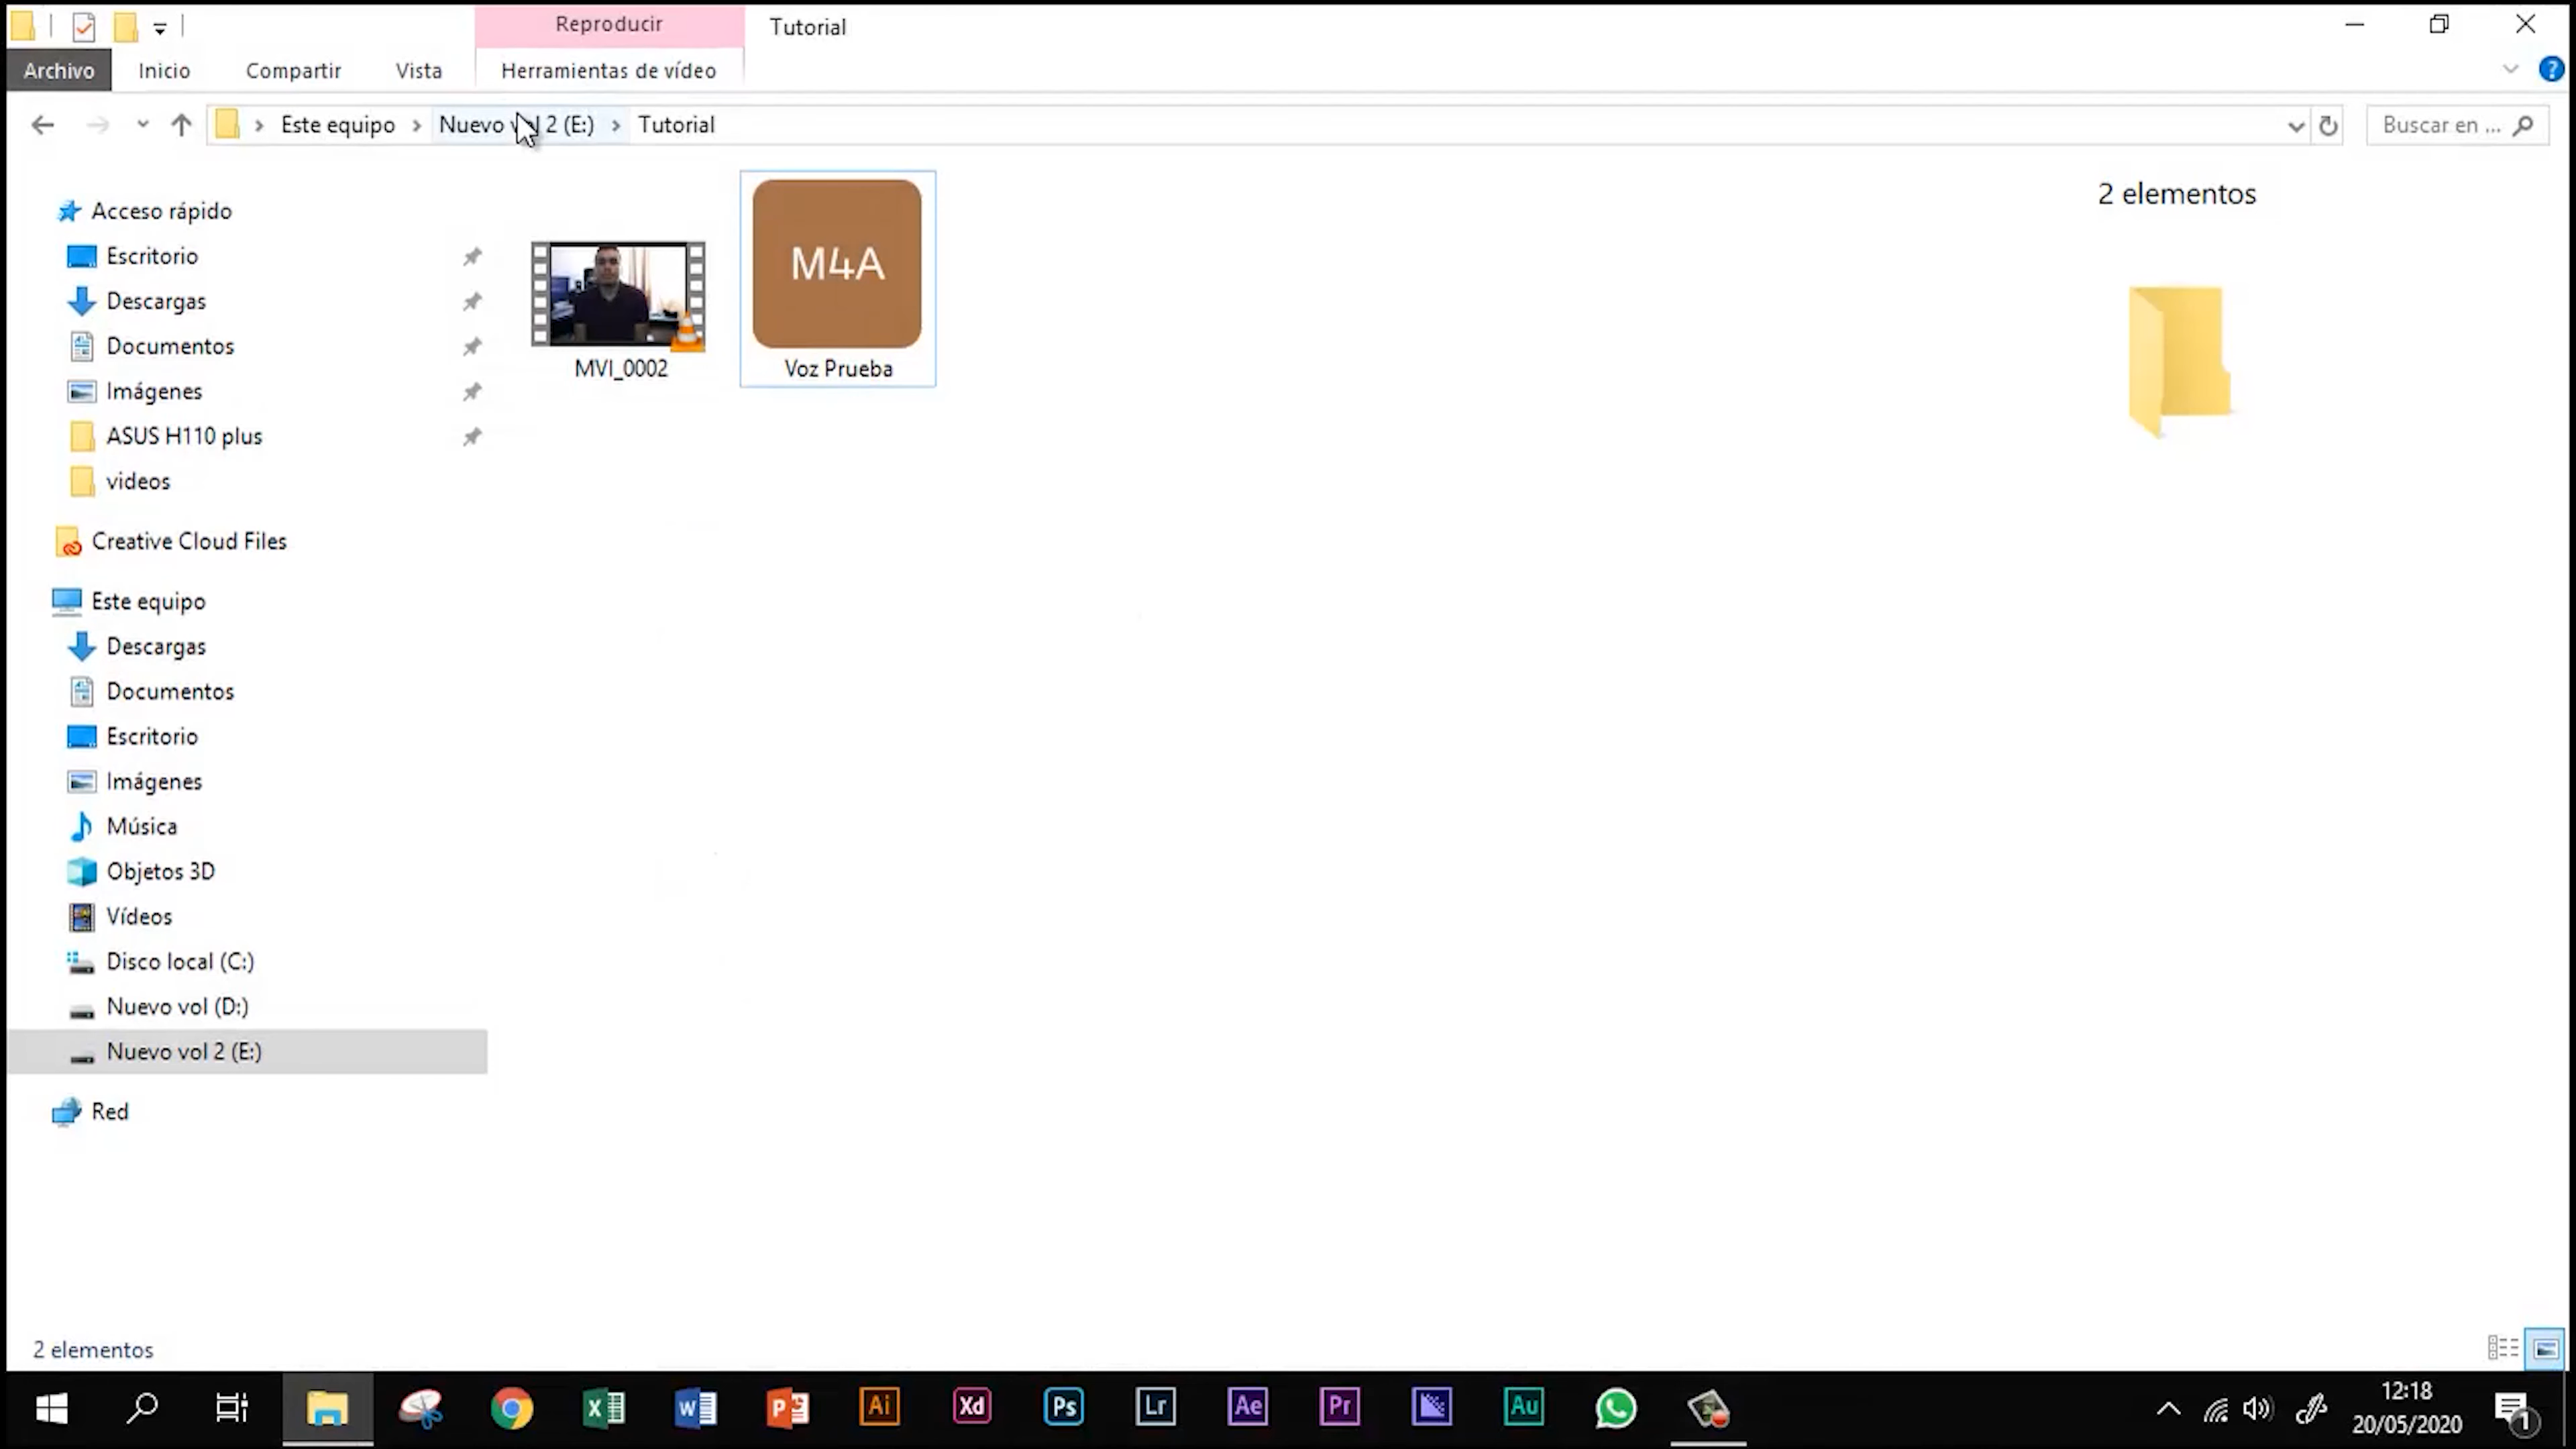 Reproducir
Tutorial
Archivo
Inicio
Compartir
Vista
Herramientas de vídeo
Este equipo
Nuevo vol 2 (E:)
Tutorial
Buscar en ...
Acceso rápido
Escritorio
Descargas
Documentos
Imágenes
ASUS H110 plus
videos
Creative Cloud Files
Este equipo
Descargas
Documentos
Escritorio
Imágenes
Música
Objetos 3D
Vídeos
Disco local (C:)
Nuevo vol (D:)
Nuevo vol 2 (E:)
Red
MVI_0002
M4A
Voz Prueba
2 elementos
2 elementos
Ai
Xd
Ps
Lr
Ae
Pr
Au
12:18
20/05/2020
1